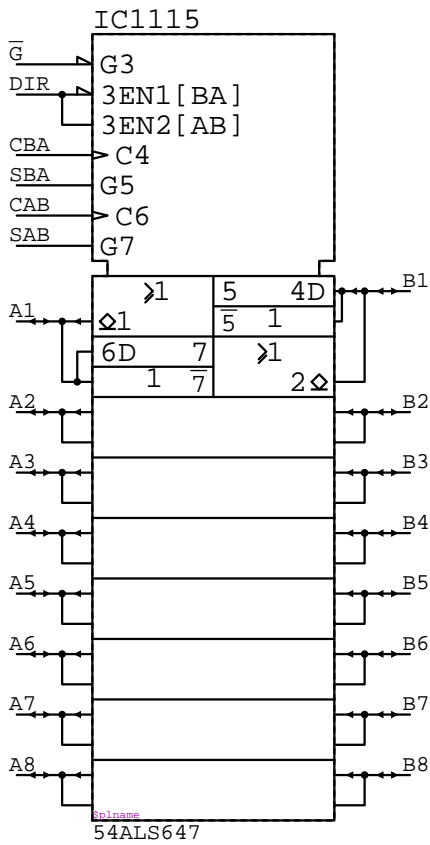 IC1115
G̅ G3
DIR 3EN1[BA]
3EN2[AB]
CBA C4
SBA G5
CAB C6
SAB G7
≥1 5 4D B1
A1 1 5̅ 1
6D 7 ≥1
1 7̅ 2
A2 B2
A3 B3
A4 B4
A5 B5
A6 B6
A7 B7
A8 B8
$plname
54ALS647